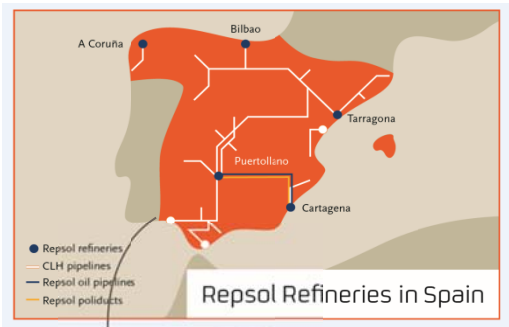 Bilbao
A Coruña
Tarragona
Puertollano
Cartagena
Repsol refineries
CLH pipelines
Repsol oil pipelines
Repsol poliducts
Repsol Refineries in Spain